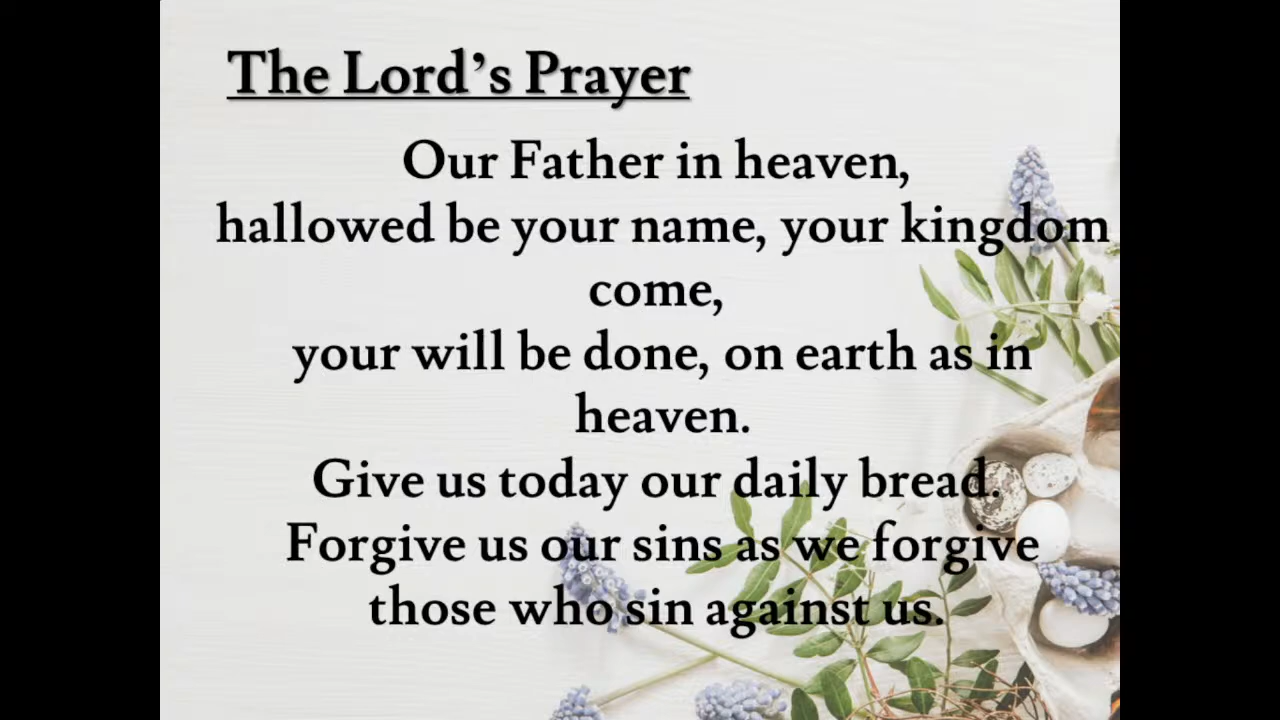 The Lord’s Prayer
Our Father in heaven,
hallowed be your name, your kingdom
come,
your will be done, on earth as in
heaven.
Give us today our daily bread.
Forgive us our sins as we forgive
those who sin against us.